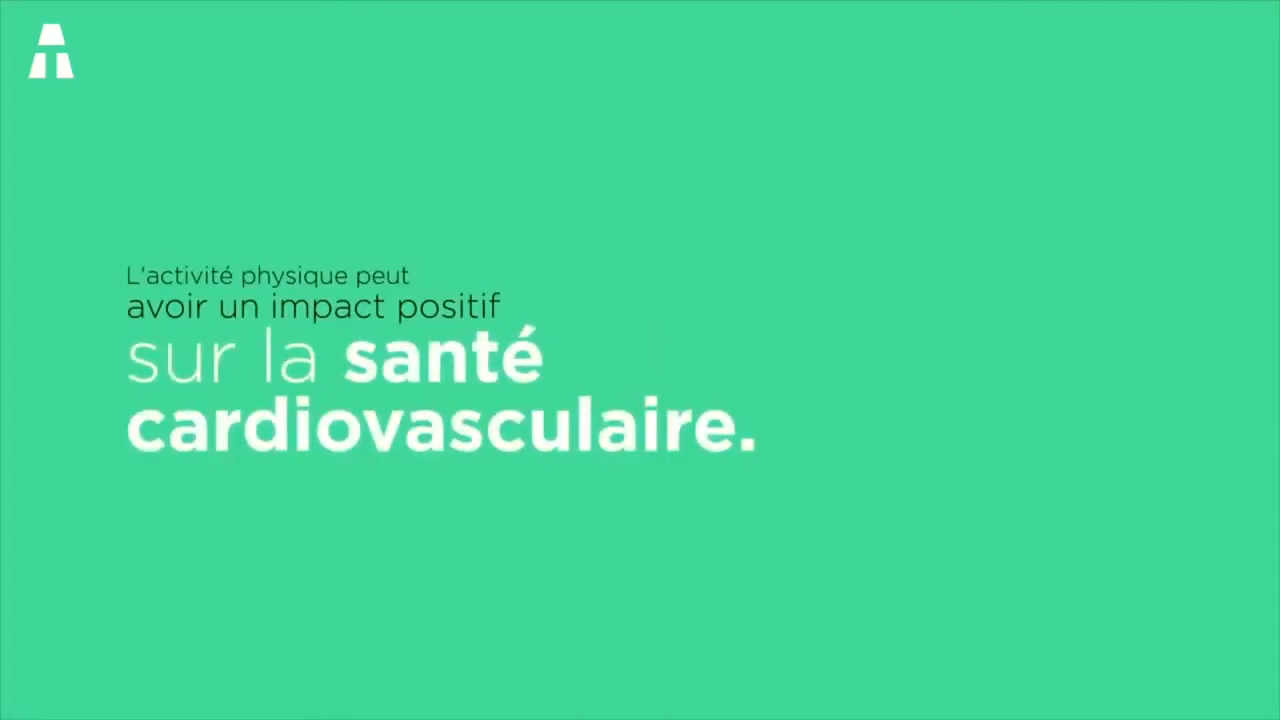 L'activité physique peut
avoir un impact positif
sur la santé
cardiovasculaire.